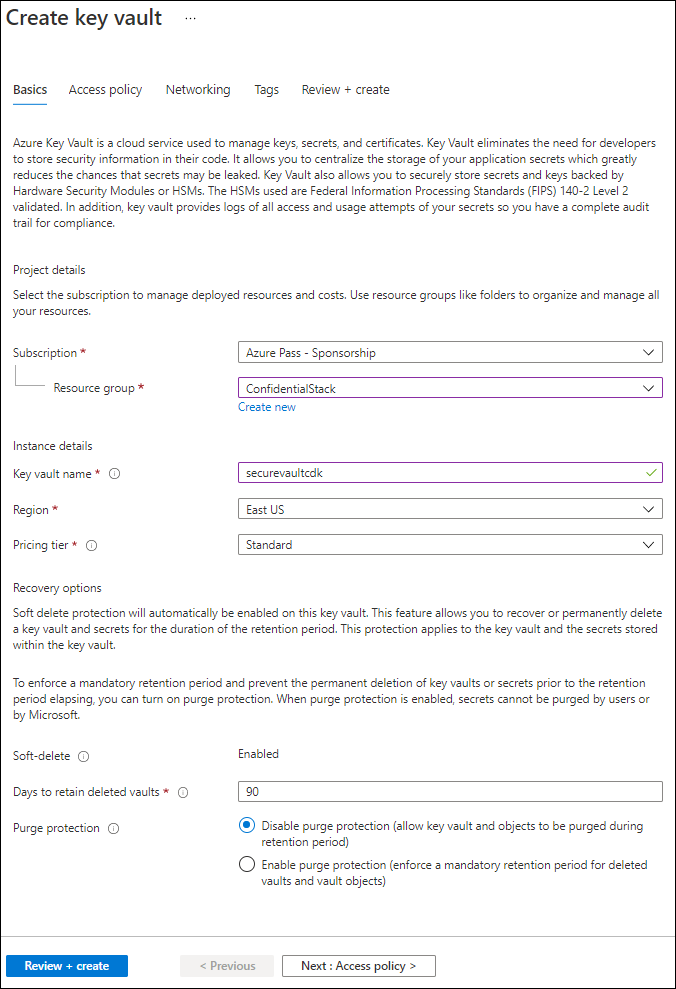 Create key vault ...
Basics Access policy Networking Tags Review + create
Azure Key Vault is a cloud service used to manage keys, secrets, and certificates. Key Vault eliminates the need for developers
to store security information in their code. It allows you to centralize the storage of your application secrets which greatly
reduces the chances that secrets may be leaked. Key Vault also allows you to securely store secrets and keys backed by
Hardware Security Modules or HSMs. The HSMs used are Federal Information Processing Standards (FIPS) 140-2 Level 2
validated. In addition, key vault provides logs of all access and usage attempts of your secrets so you have a complete audit
trail for compliance.
Project details
Select the subscription to manage deployed resources and costs. Use resource groups like folders to organize and manage all
your resources.
Subscription * Azure Pass - Sponsorship
Resource group * ConfidentialStack
Create new
Instance details
Key vault name * securevaultcdk
Region * East US
Pricing tier * Standard
Recovery options
Soft delete protection will automatically be enabled on this key vault. This feature allows you to recover or permanently delete
a key vault and secrets for the duration of the retention period. This protection applies to the key vault and the secrets stored
within the key vault.
To enforce a mandatory retention period and prevent the permanent deletion of key vaults or secrets prior to the retention
period elapsing, you can turn on purge protection. When purge protection is enabled, secrets cannot be purged by users or
by Microsoft.
Soft-delete Enabled
Days to retain deleted vaults * 90
Purge protection Disable purge protection (allow key vault and objects to be purged during
retention period)
Enable purge protection (enforce a mandatory retention period for deleted
vaults and vault objects)
Review + create < Previous Next : Access policy >